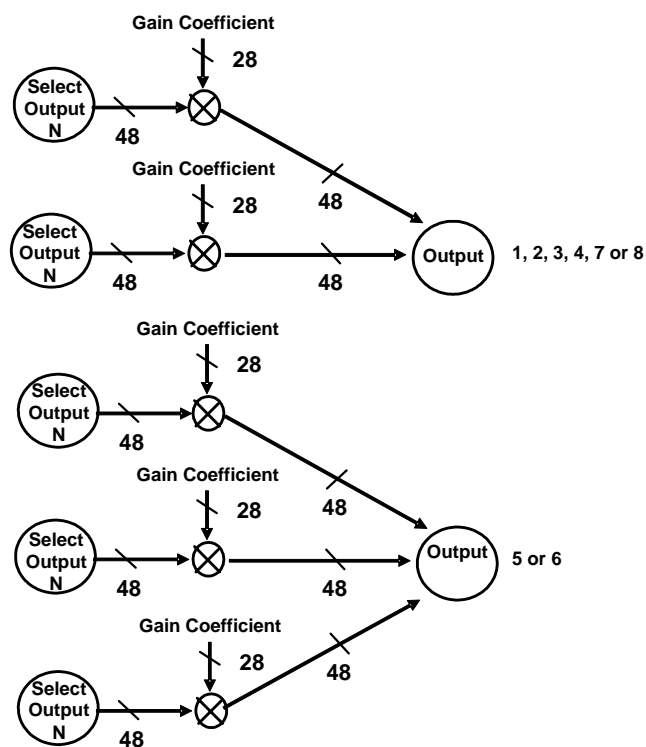 Gain Coefficient
28
Select
Output
N
48
48
Gain Coefficient
28
Select
Output
N
48
48
Output
1, 2, 3, 4, 7 or 8
Gain Coefficient
28
Select
Output
N
48
48
Gain Coefficient
28
Select
Output
N
48
48
Output
5 or 6
Gain Coefficient
28
Select
Output
N
48
48